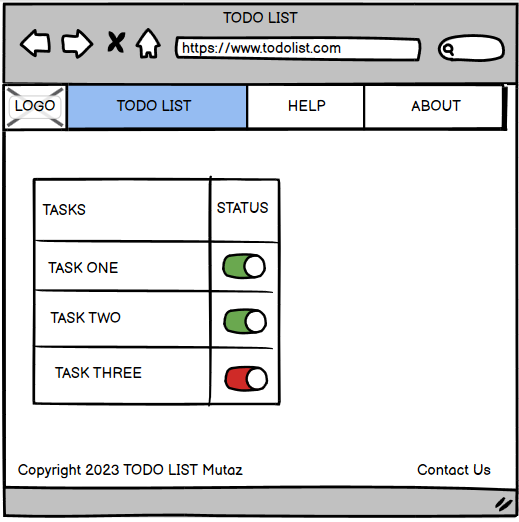 TODO LIST
https://www.todolist.com
LOGO
TODO LIST
HELP
ABOUT
TASKS
STATUS
TASK ONE
TASK TWO
TASK THREE
Copyright 2023 TODO LIST Mutaz
Contact Us